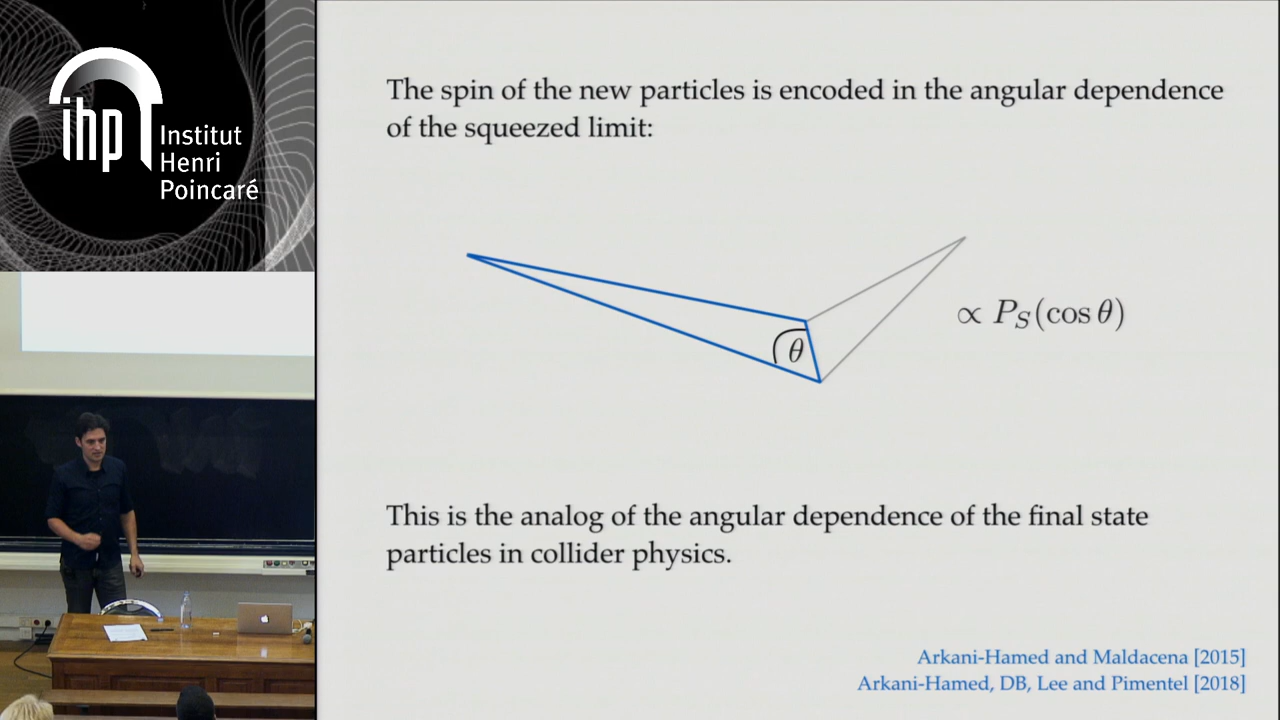 ihp
Institut
Henri
Poincaré
The spin of the new particles is encoded in the angular dependence
of the squeezed limit:
θ
∝ P_S(cos θ)
This is the analog of the angular dependence of the final state
particles in collider physics.
Arkani-Hamed and Maldacena [2015]
Arkani-Hamed, DB, Lee and Pimentel [2018]